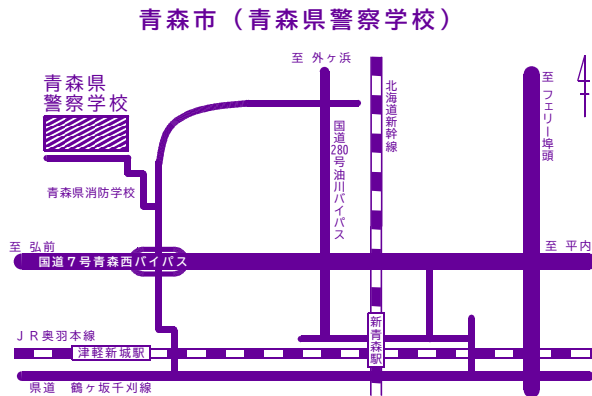 青森市（青森県警察学校）
至 外ヶ浜
青森県
警察学校
北海道新幹線
至 フェリー埠頭
国道280号油川バイパス
青森県消防学校
至 弘前
至 平内
国道７号青森西バイパス
新青森駅
ＪＲ奥羽本線
津軽新城駅
県道 鶴ヶ坂千刈線